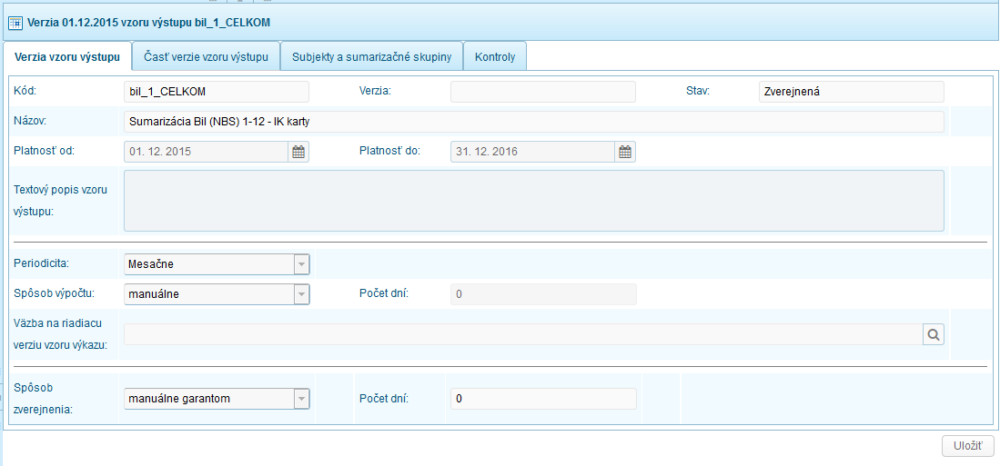 Verzia 01.12.2015 vzoru výstupu bil_1_CELKOM
Verzia vzoru výstupu Časť verzie vzoru výstupu Subjekty a sumarizačné skupiny Kontroly
Kód: bil_1_CELKOM Verzia: Stav: Zverejnená
Názov: Sumarizácia Bil (NBS) 1-12 - IK karty
Platnosť od: 01. 12. 2015 Platnosť do: 31. 12. 2016
Textový popis vzoru
výstupu:
Periodicita: Mesačne
Spôsob výpočtu: manuálne Počet dní: 0
Väzba na riadiacu
verziu vzoru výkazu:
Spôsob
zverejnenia: manuálne garantom Počet dní: 0
Uložiť